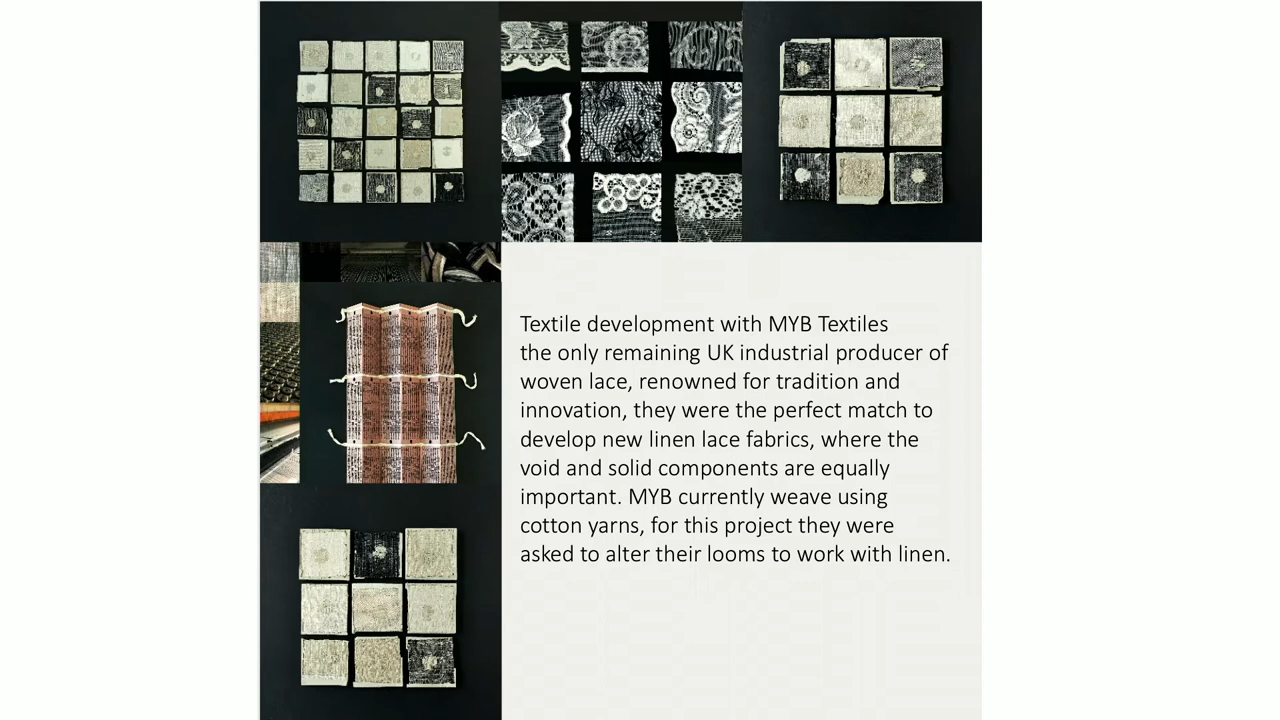 Textile development with MYB Textiles
the only remaining UK industrial producer of
woven lace, renowned for tradition and
innovation, they were the perfect match to
develop new linen lace fabrics, where the
void and solid components are equally
important. MYB currently weave using
cotton yarns, for this project they were
asked to alter their looms to work with linen.